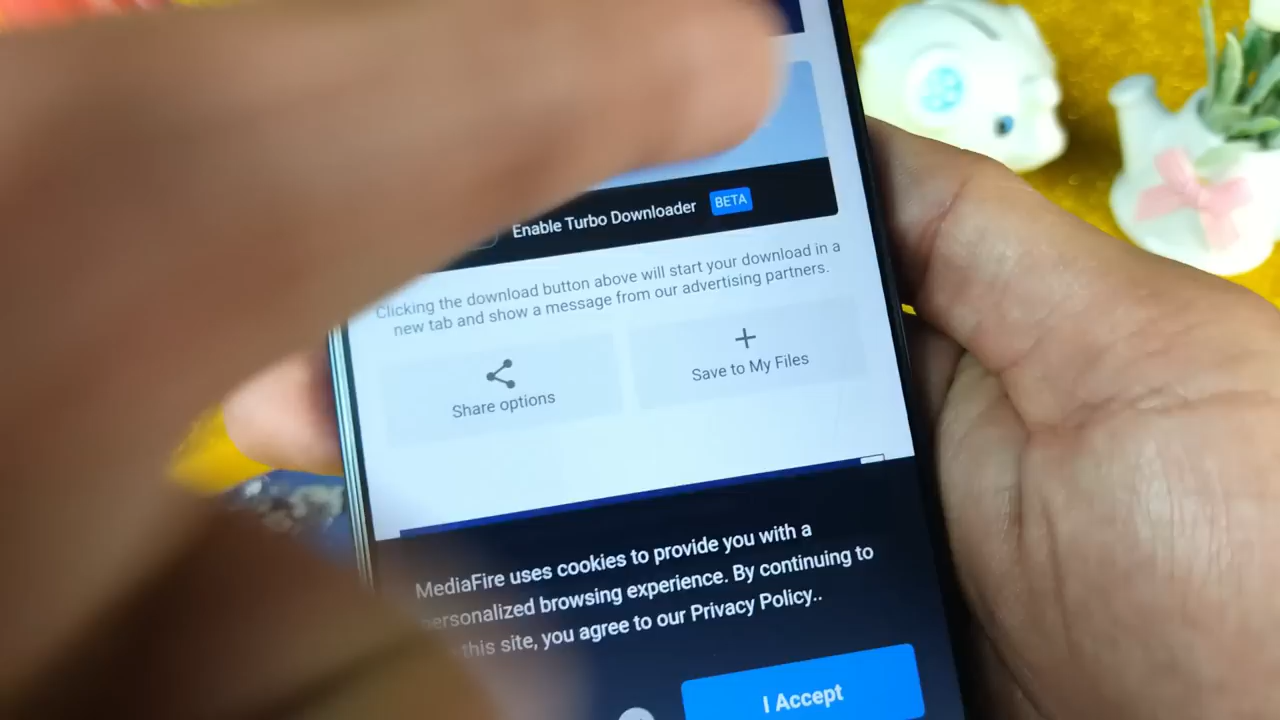 Enable Turbo Downloader BETA
Clicking the download button above will start your download in a
new tab and show a message from our advertising partners.
Share options
Save to My Files
MediaFire uses cookies to provide you with a
personalized browsing experience. By continuing to
this site, you agree to our Privacy Policy..
I Accept